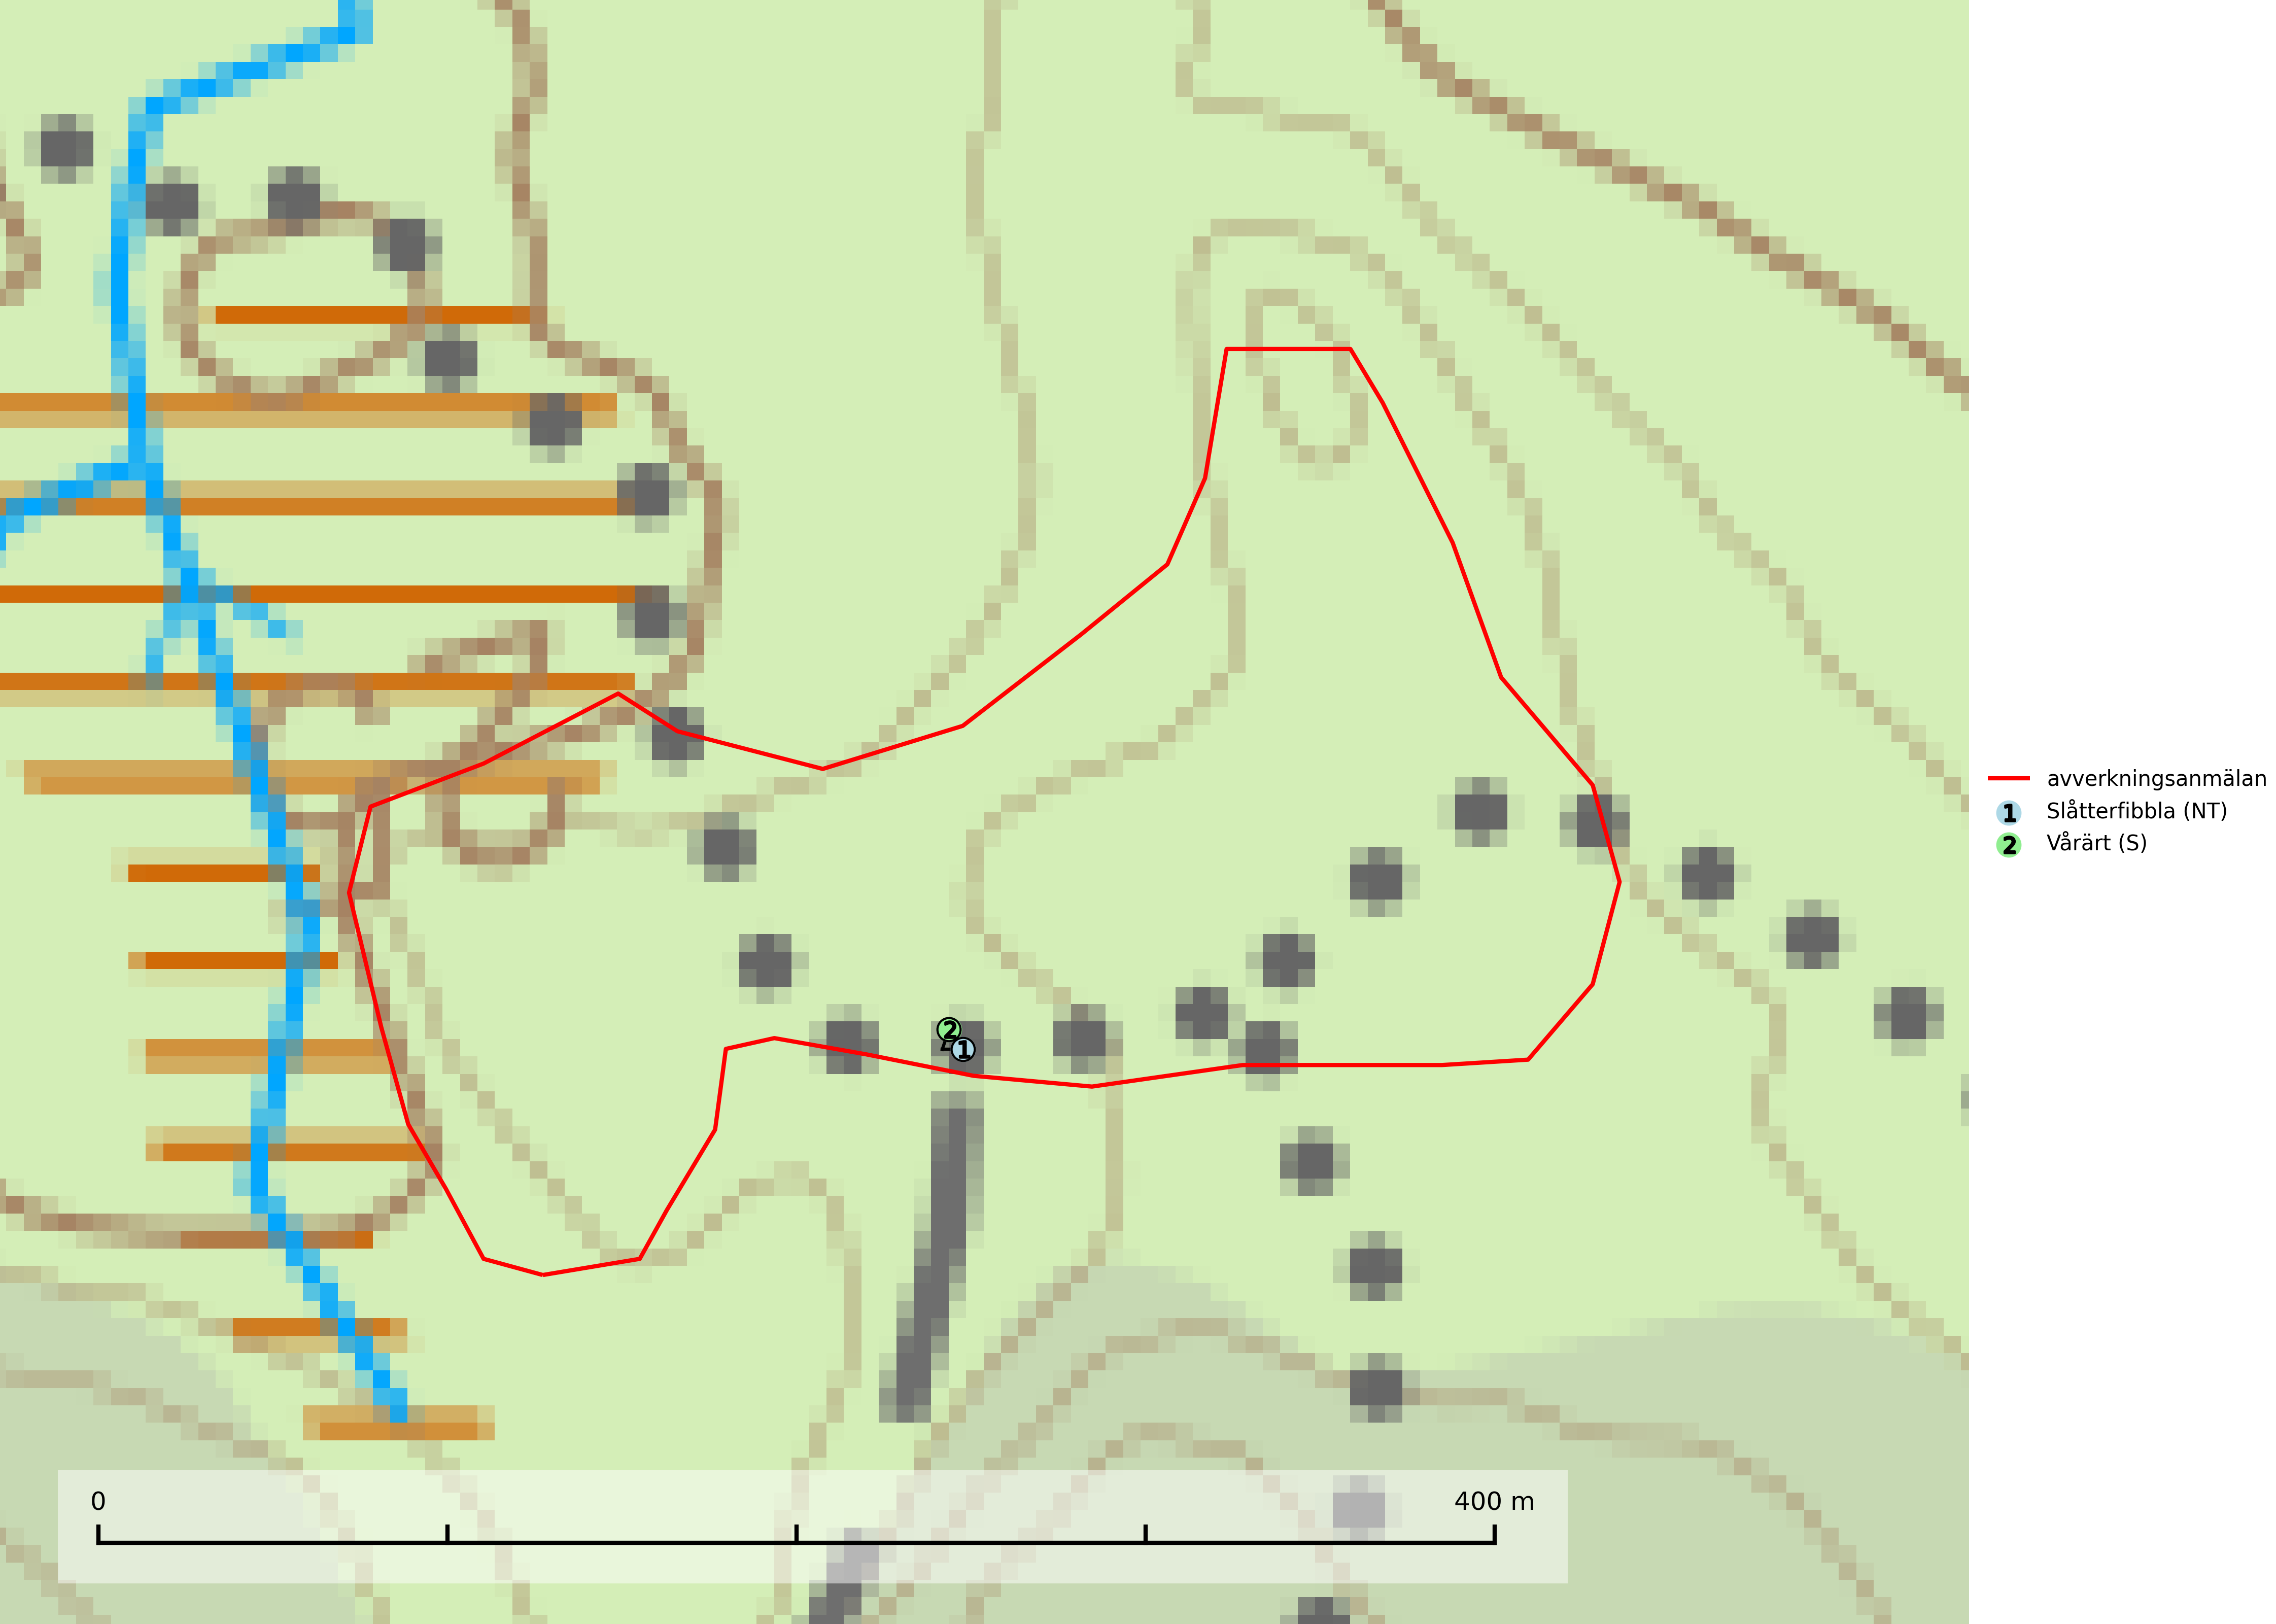 2
1
avverkningsanmälan
1 Slåtterfibbla (NT)
2 Vårärt (S)
0 400 m